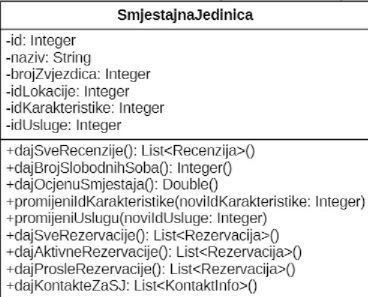 SmjestajnaJedinica
-id: Integer
-naziv: String
-brojZvjezdica: Integer
-idLokacije: Integer
-idKarakteristike: Integer
-idUsluge: Integer
+dajSveRecenzije(): List<Recenzija>()
+dajBrojSlobodnihSoba(): Integer()
+dajOcjenuSmjestaja(): Double()
+promijeniIdKarakteristike(noviIdKarakteristike: Integer)
+promijeniUslugu(noviIdUsluge: Integer)
+dajSveRezervacije(): List<Rezervacija>()
+dajAktivneRezervacije(): List<Rezervacija>()
+dajProsleRezervacije(): List<Rezervacija>()
+dajKontakteZaSJ: List<KontaktInfo>()